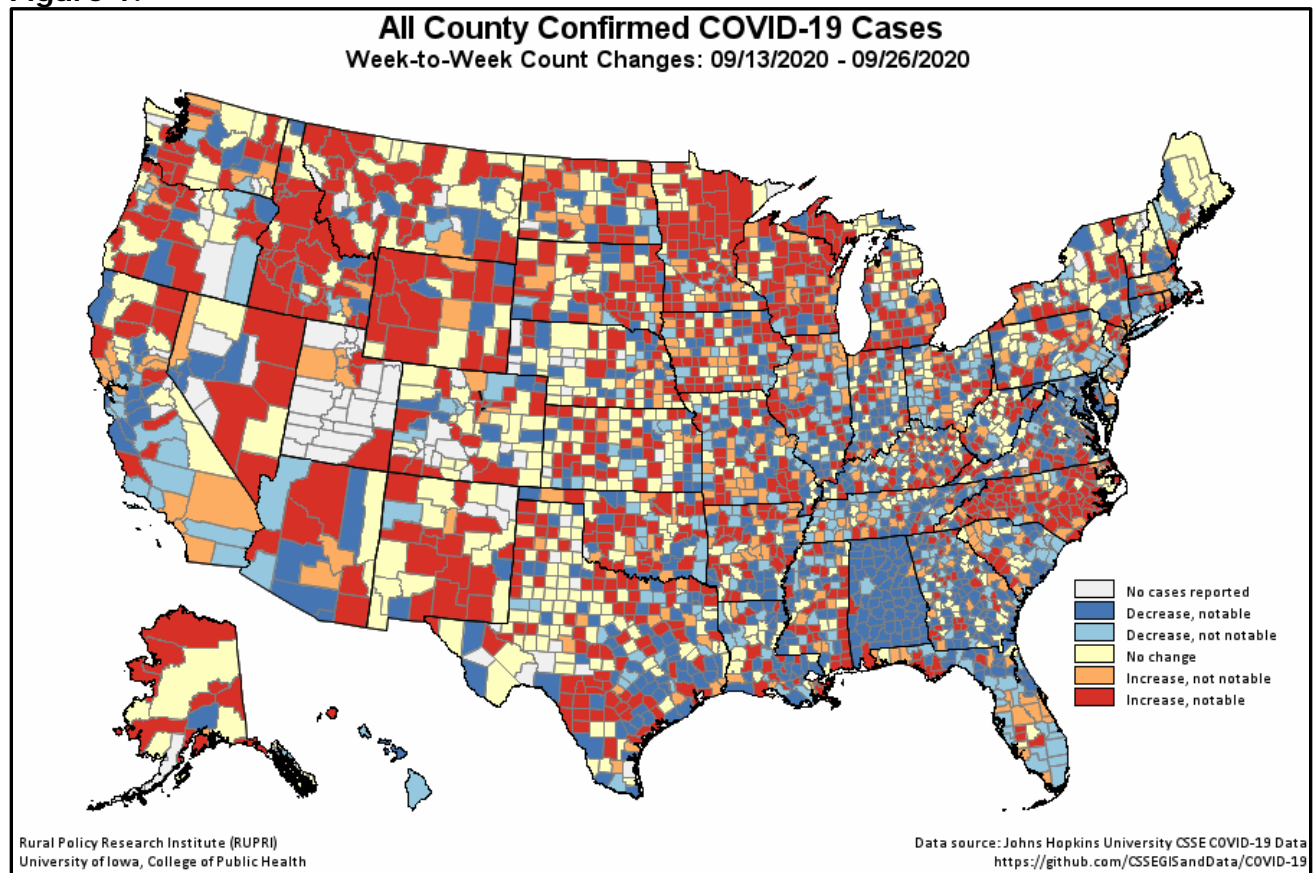 All County Confirmed COVID-19 Cases
Week-to-Week Count Changes: 09/13/2020 - 09/26/2020
No cases reported
Decrease, notable
Decrease, not notable
No change
Increase, not notable
Increase, notable
Rural Policy Research Institute (RUPRI)
University of Iowa, College of Public Health
Data source: Johns Hopkins University CSSE COVID-19 Data
https://github.com/CSSEGISandData/COVID-19